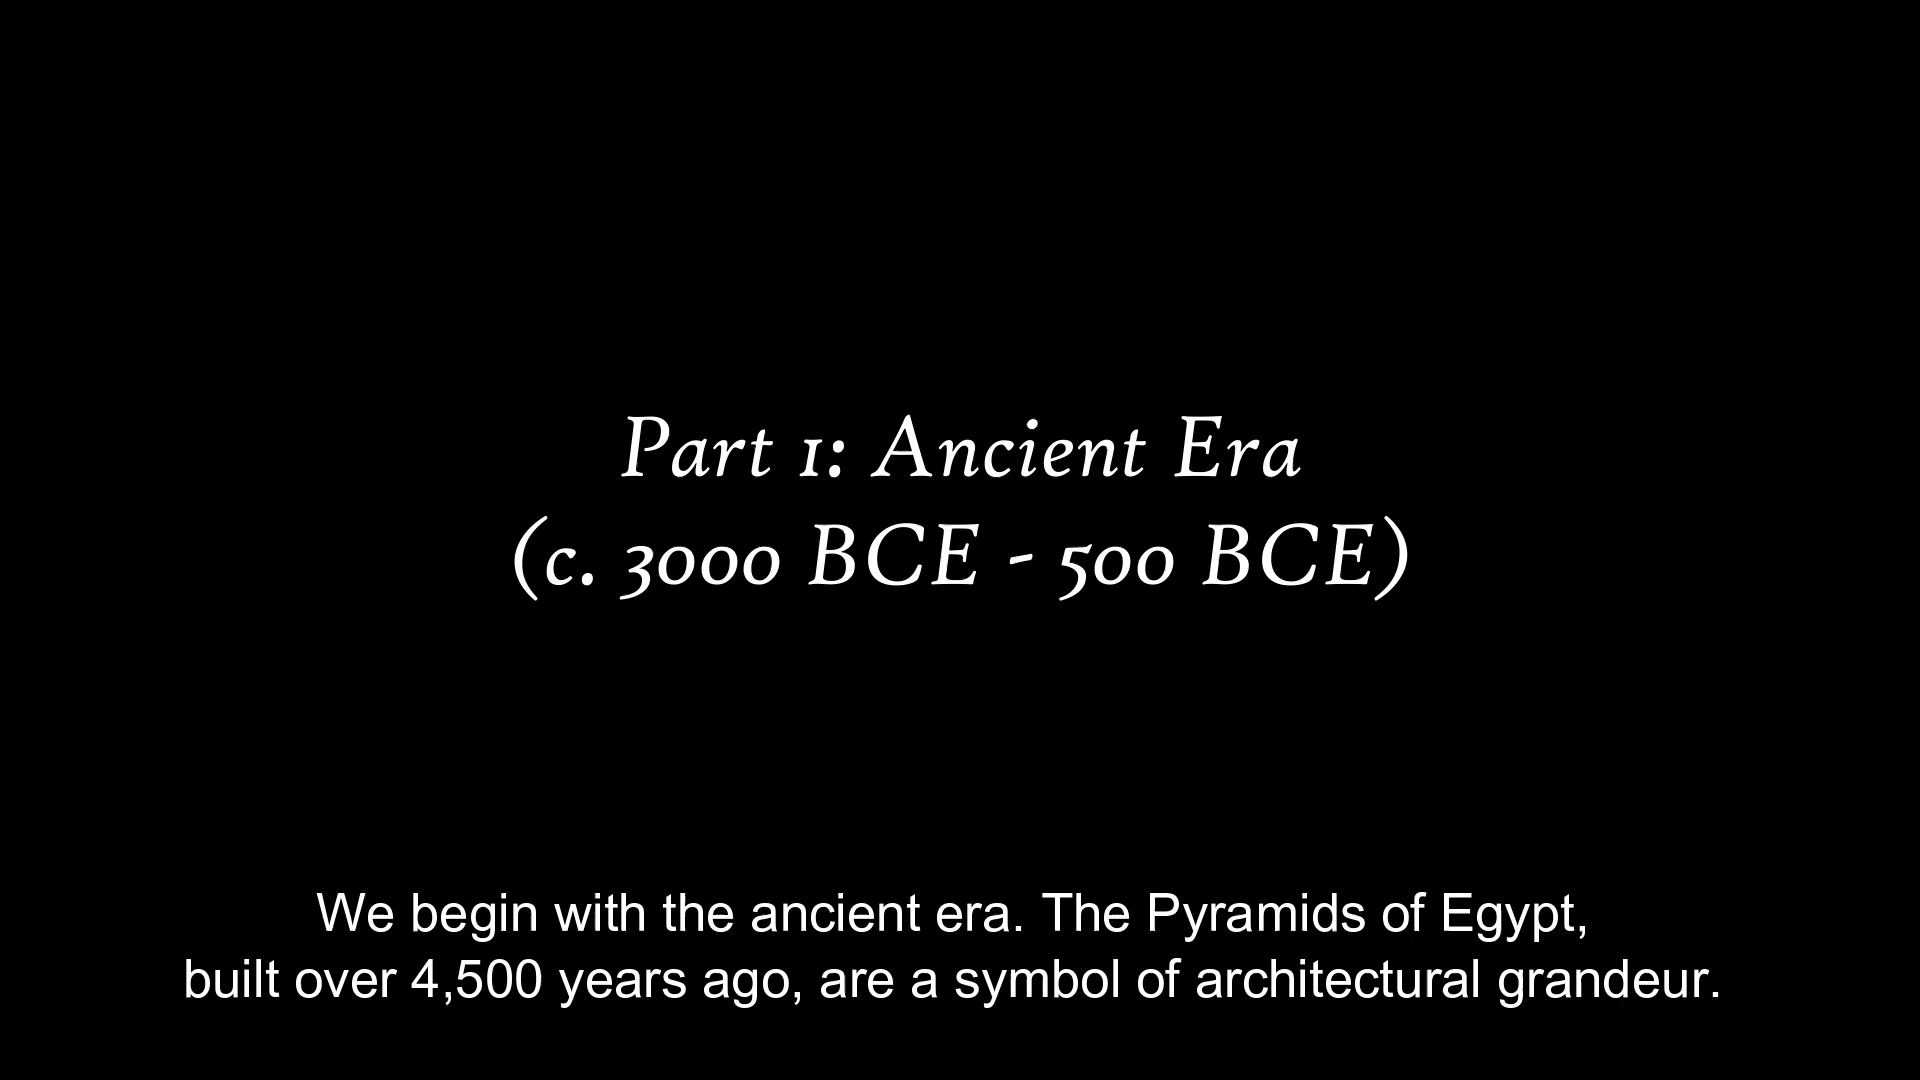 Part 1: Ancient Era
(c. 3000 BCE - 500 BCE)
We begin with the ancient era. The Pyramids of Egypt,
built over 4,500 years ago, are a symbol of architectural grandeur.